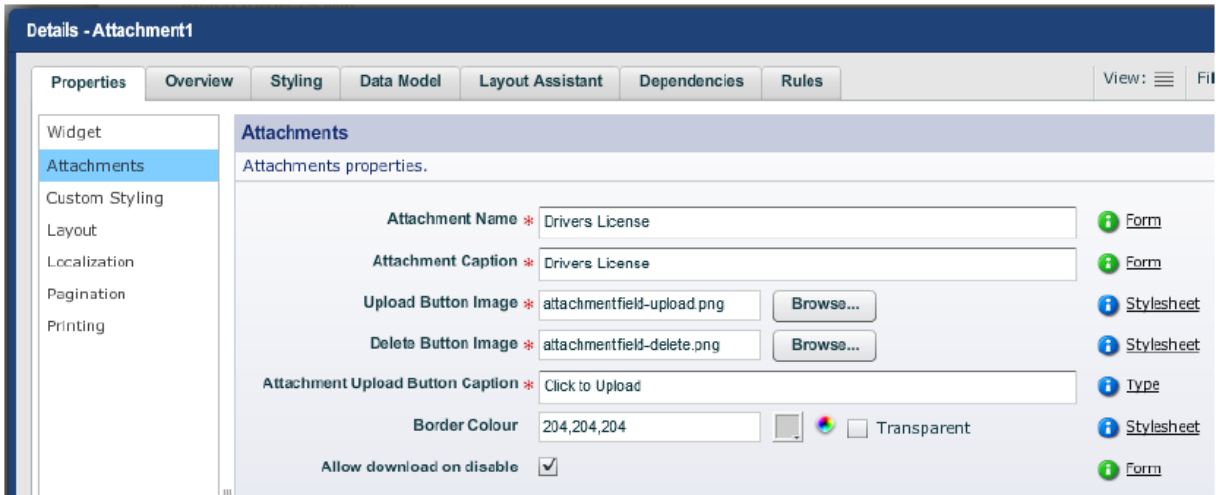 Details - Attachment1
Properties Overview Styling Data Model Layout Assistant Dependencies Rules View:
Widget
Attachments
Custom Styling
Layout
Localization
Pagination
Printing
Attachments
Attachments properties.
Attachment Name * Drivers License Form
Attachment Caption * Drivers License Form
Upload Button Image * attachmentfield-upload.png Browse... Stylesheet
Delete Button Image * attachmentfield-delete.png Browse... Stylesheet
Attachment Upload Button Caption * Click to Upload Type
Border Colour 204,204,204 Transparent Stylesheet
Allow download on disable Form